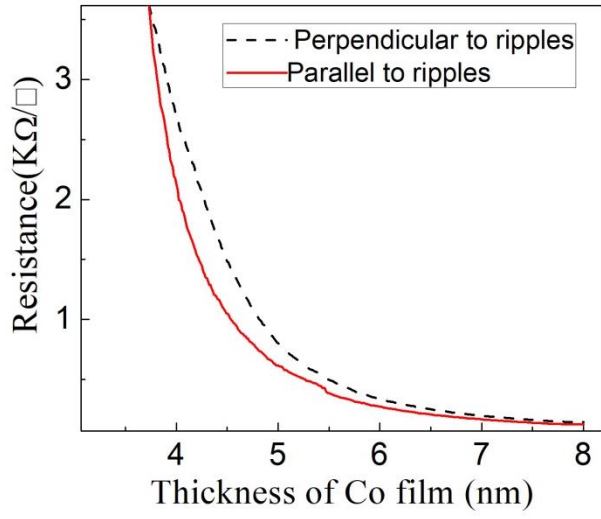 Perpendicular to ripples
Parallel to ripples
Resistance(KΩ/□)
3
2
1
4 5 6 7 8
Thickness of Co film (nm)